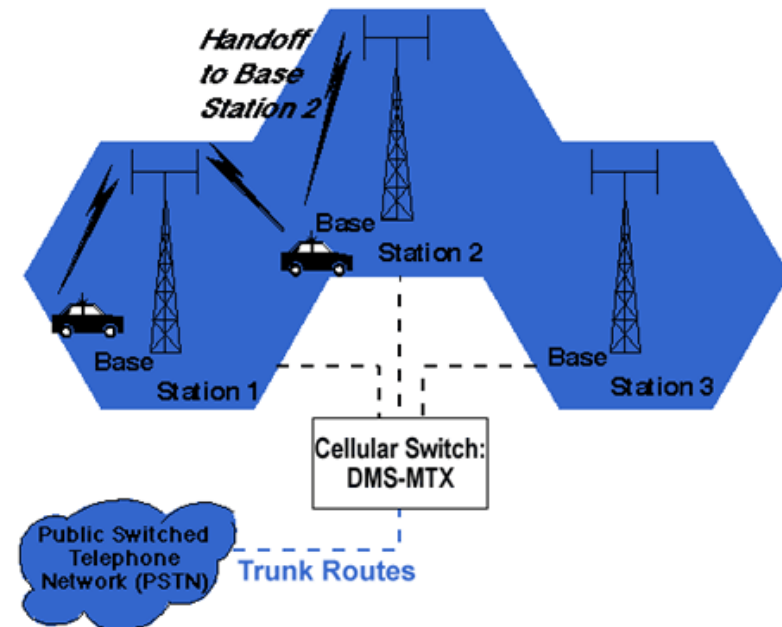 Handoff
to Base
Station 2
Base
Station 2
Base
Station 1
Base
Station 3
Cellular Switch:
DMS-MTX
Public Switched
Telephone
Network (PSTN)
Trunk Routes